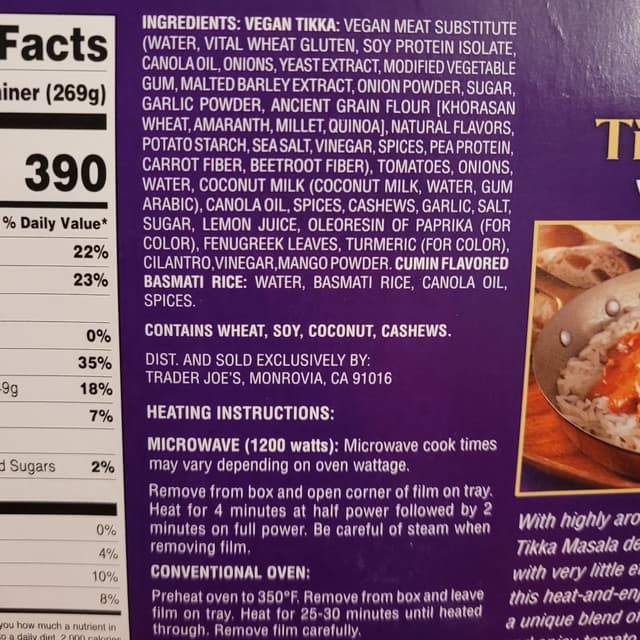 Facts
iner (269g)
390
% Daily Value*
22%
23%
0%
35%
49g 18%
7%
d Sugars 2%
0%
4%
10%
8%
you how much a nutrient in
o a daily diet. 2,000 calories
INGREDIENTS: VEGAN TIKKA: VEGAN MEAT SUBSTITUTE
(WATER, VITAL WHEAT GLUTEN, SOY PROTEIN ISOLATE,
CANOLA OIL, ONIONS, YEAST EXTRACT, MODIFIED VEGETABLE
GUM, MALTED BARLEY EXTRACT, ONION POWDER, SUGAR,
GARLIC POWDER, ANCIENT GRAIN FLOUR [KHORASAN
WHEAT, AMARANTH, MILLET, QUINOA], NATURAL FLAVORS,
POTATO STARCH, SEA SALT, VINEGAR, SPICES, PEA PROTEIN,
CARROT FIBER, BEETROOT FIBER), TOMATOES, ONIONS,
WATER, COCONUT MILK (COCONUT MILK, WATER, GUM
ARABIC), CANOLA OIL, SPICES, CASHEWS, GARLIC, SALT,
SUGAR, LEMON JUICE, OLEORESIN OF PAPRIKA (FOR
COLOR), FENUGREEK LEAVES, TURMERIC (FOR COLOR),
CILANTRO, VINEGAR, MANGO POWDER. CUMIN FLAVORED
BASMATI RICE: WATER, BASMATI RICE, CANOLA OIL,
SPICES.
CONTAINS WHEAT, SOY, COCONUT, CASHEWS.
DIST. AND SOLD EXCLUSIVELY BY:
TRADER JOE'S, MONROVIA, CA 91016
HEATING INSTRUCTIONS:
MICROWAVE (1200 watts): Microwave cook times
may vary depending on oven wattage.
Remove from box and open corner of film on tray.
Heat for 4 minutes at half power followed by 2
minutes on full power. Be careful of steam when
removing film.
CONVENTIONAL OVEN:
Preheat oven to 350°F. Remove from box and leave
film on tray. Heat for 25-30 minutes until heated
through. Remove film carefully.
Ti
With highly aro
Tikka Masala de
with very little e
this heat-and-enj
a unique blend o